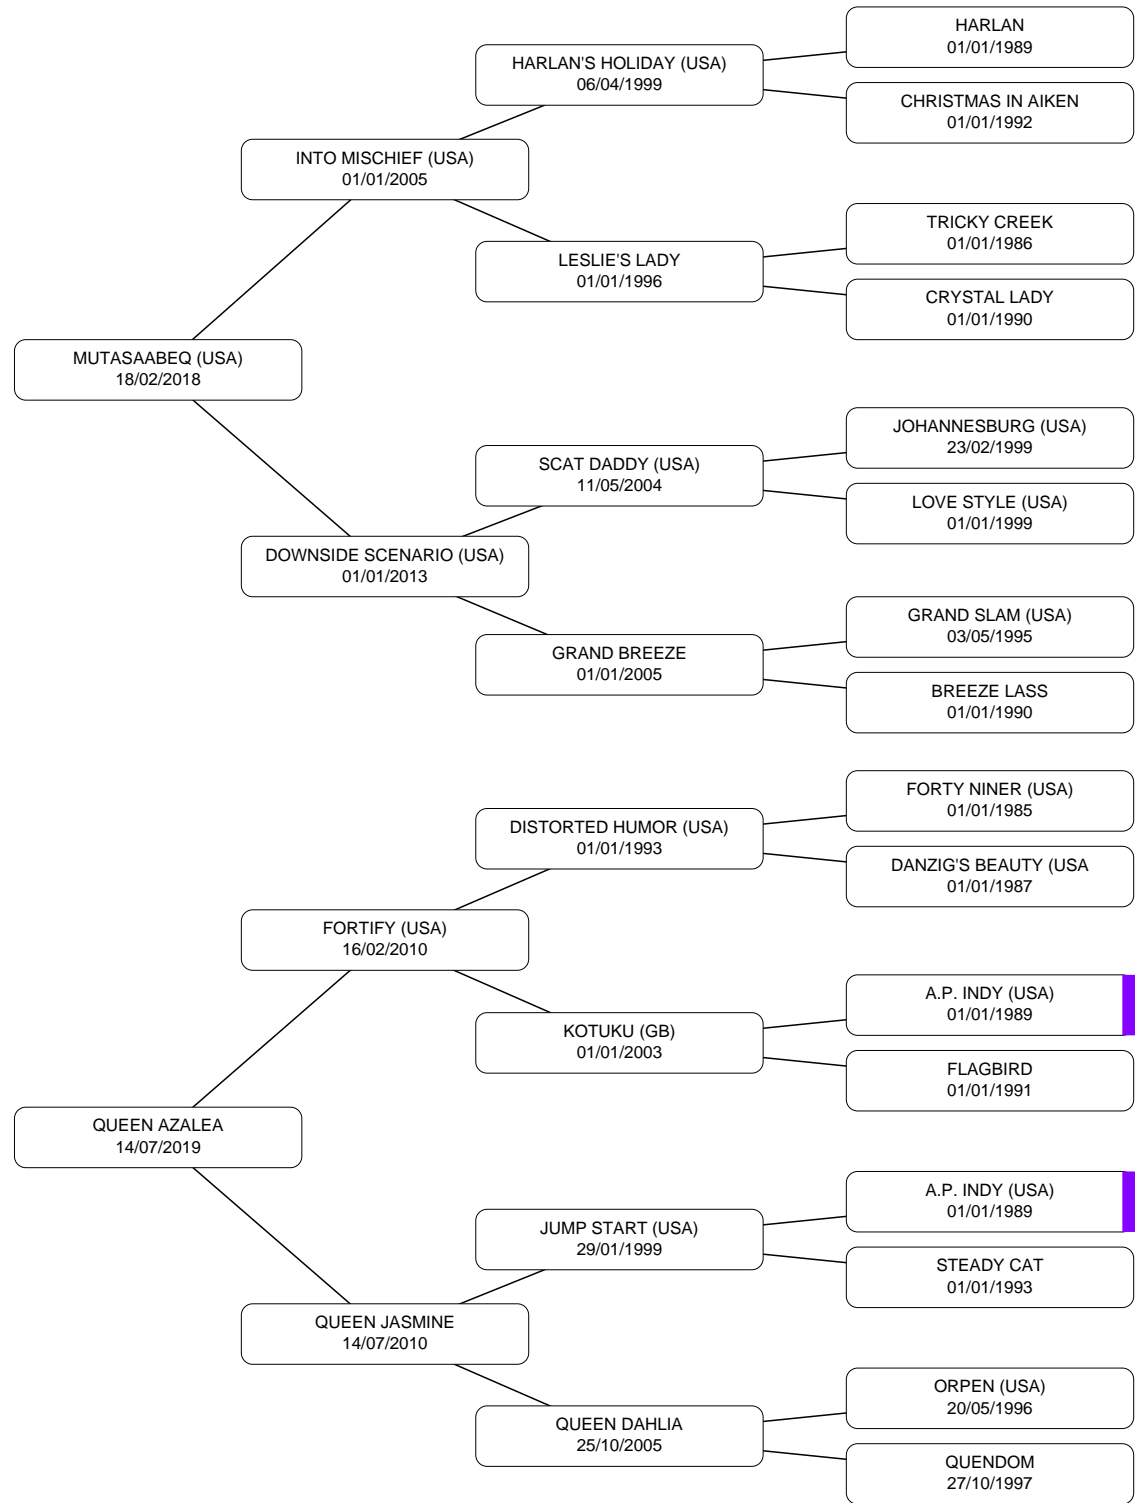 HARLAN
01/01/1989
HARLAN'S HOLIDAY (USA)
06/04/1999
CHRISTMAS IN AIKEN
01/01/1992
INTO MISCHIEF (USA)
01/01/2005
TRICKY CREEK
01/01/1986
LESLIE'S LADY
01/01/1996
CRYSTAL LADY
01/01/1990
MUTASAABEQ (USA)
18/02/2018
JOHANNESBURG (USA)
23/02/1999
SCAT DADDY (USA)
11/05/2004
LOVE STYLE (USA)
01/01/1999
DOWNSIDE SCENARIO (USA)
01/01/2013
GRAND SLAM (USA)
03/05/1995
GRAND BREEZE
01/01/2005
BREEZE LASS
01/01/1990
FORTY NINER (USA)
01/01/1985
DISTORTED HUMOR (USA)
01/01/1993
DANZIG'S BEAUTY (USA
01/01/1987
FORTIFY (USA)
16/02/2010
A.P. INDY (USA)
01/01/1989
KOTUKU (GB)
01/01/2003
FLAGBIRD
01/01/1991
QUEEN AZALEA
14/07/2019
A.P. INDY (USA)
01/01/1989
JUMP START (USA)
29/01/1999
STEADY CAT
01/01/1993
QUEEN JASMINE
14/07/2010
ORPEN (USA)
20/05/1996
QUEEN DAHLIA
25/10/2005
QUENDOM
27/10/1997